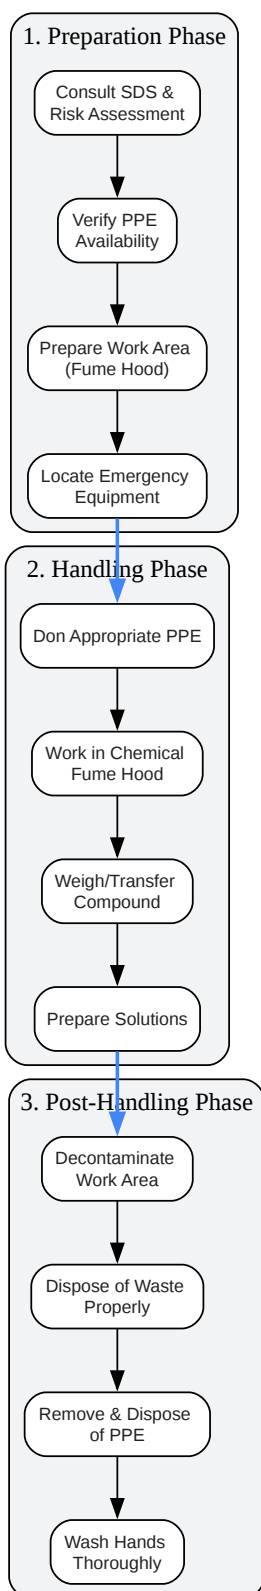 1. Preparation Phase
Consult SDS &
Risk Assessment
Verify PPE
Availability
Prepare Work Area
(Fume Hood)
Locate Emergency
Equipment
2. Handling Phase
Don Appropriate PPE
Work in Chemical
Fume Hood
Weigh/Transfer
Compound
Prepare Solutions
3. Post-Handling Phase
Decontaminate
Work Area
Dispose of Waste
Properly
Remove & Dispose
of PPE
Wash Hands
Thoroughly